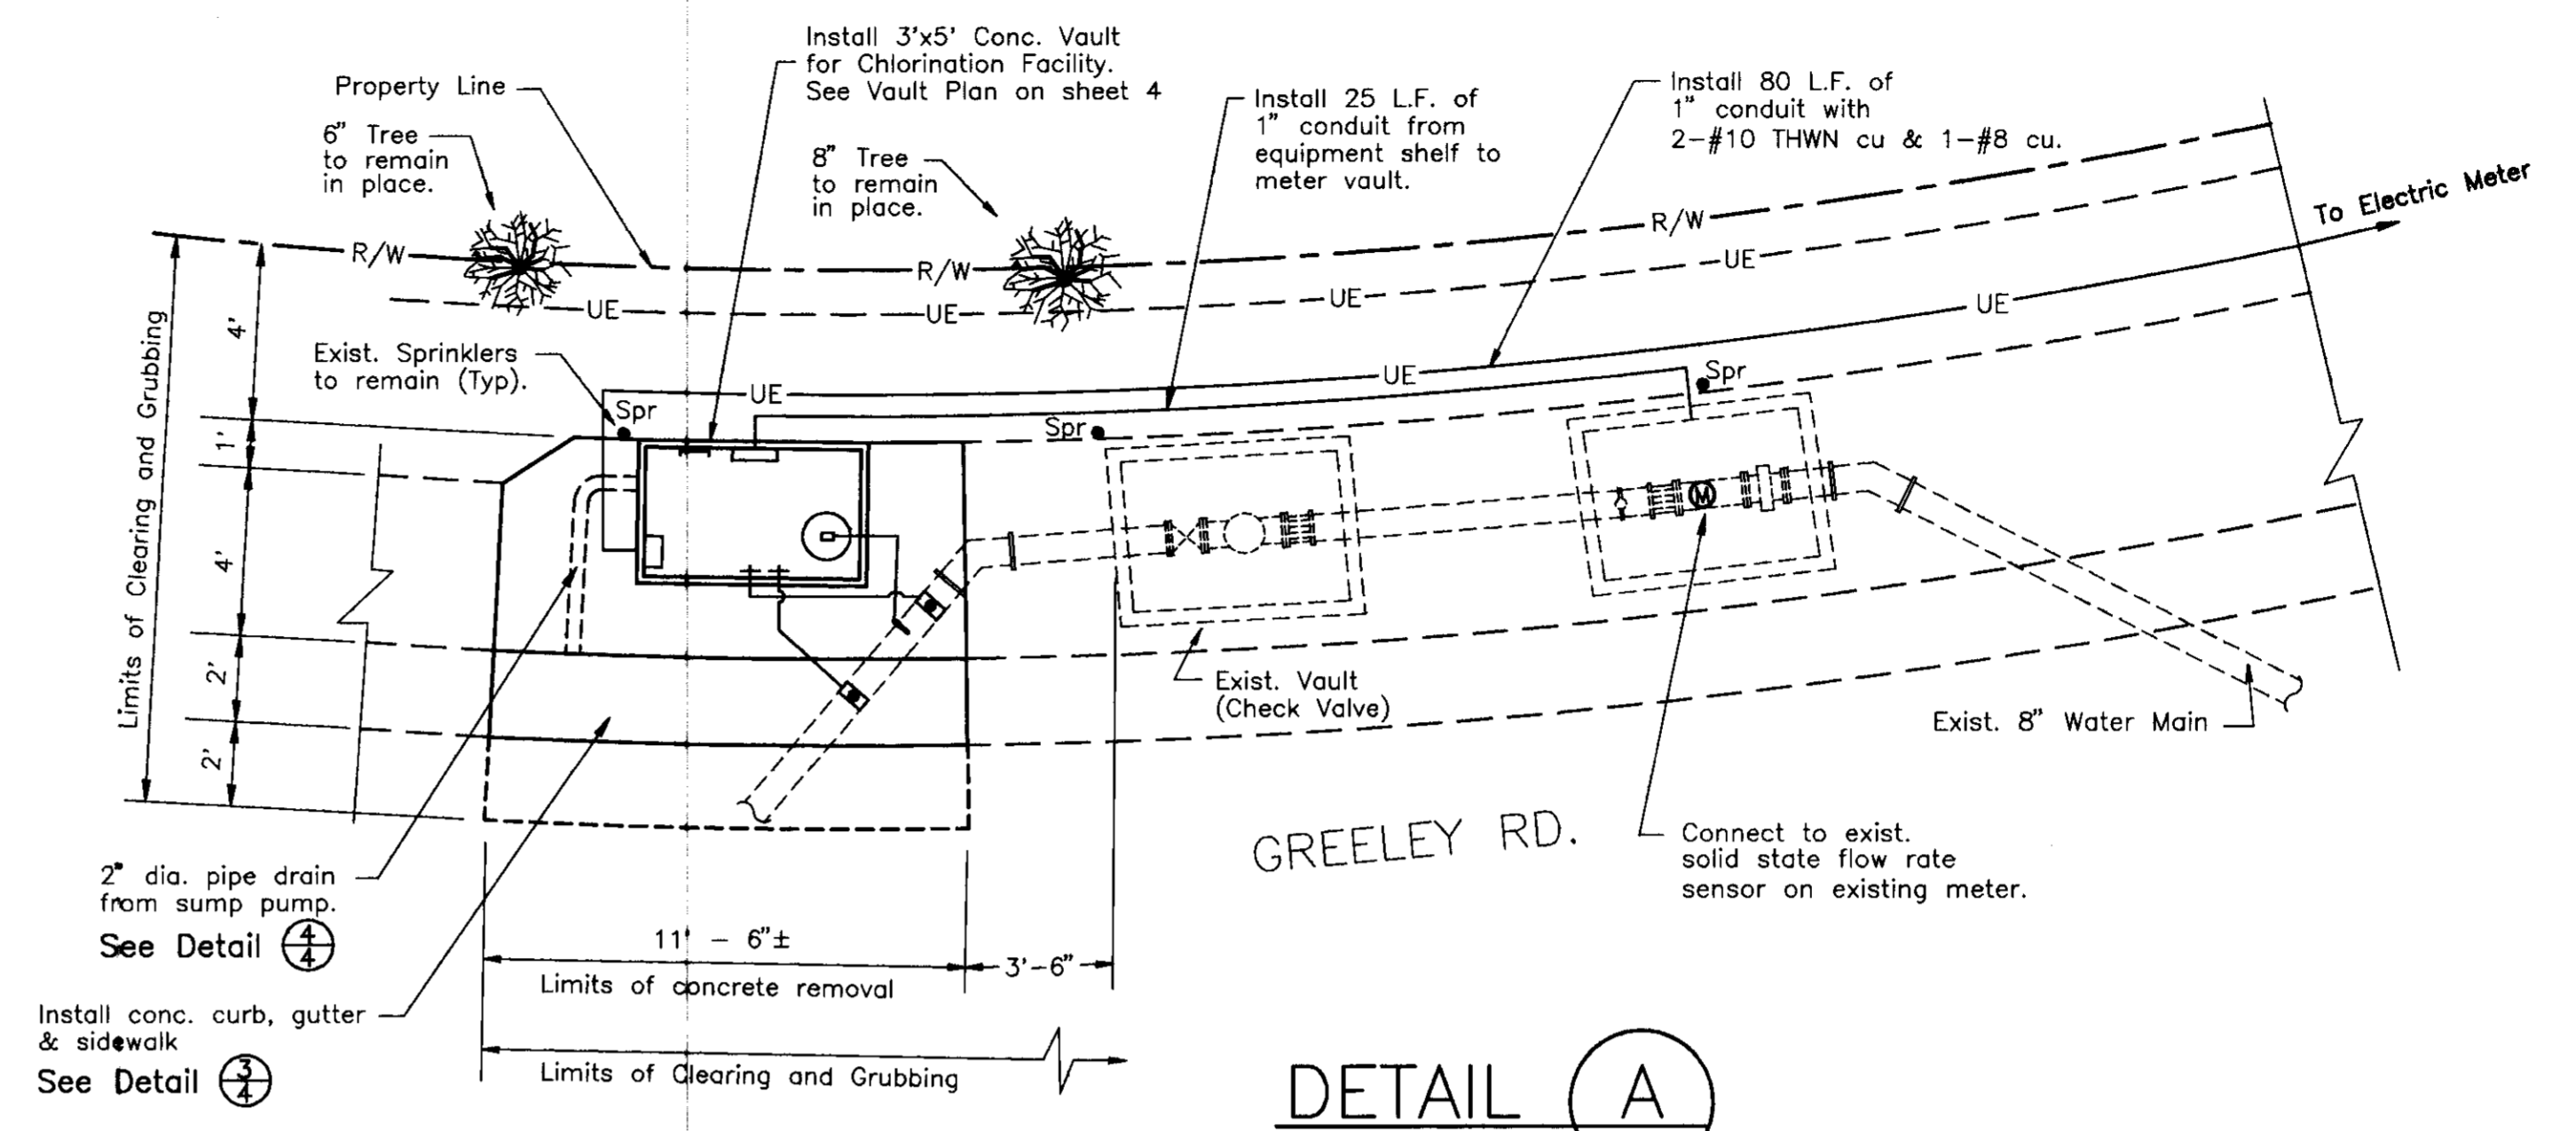 Install 3'x5' Conc. Vault
for Chlorination Facility.
See Vault Plan on sheet 4
Property Line
6" Tree
to remain
in place.
8" Tree
to remain
in place.
Install 25 L.F. of
1" conduit from
equipment shelf to
meter vault.
Install 80 L.F. of
1" conduit with
2-#10 THWN cu & 1-#8 cu.
To Electric Meter
R/W
R/W
R/W
UE
UE
UE
UE
UE
UE
UE
Limits of Clearing and Grubbing
4'
1'
4'
2'
2'
Exist. Sprinklers
to remain (Typ).
Spr
Spr
Spr
M
Exist. Vault
(Check Valve)
Exist. 8" Water Main
GREELEY RD.
Connect to exist.
solid state flow rate
sensor on existing meter.
2" dia. pipe drain
from sump pump.
See Detail 4
4
Install conc. curb, gutter
& sidewalk
See Detail 3
4
11' - 6"±
Limits of concrete removal
3'-6"
Limits of Clearing and Grubbing
DETAIL A